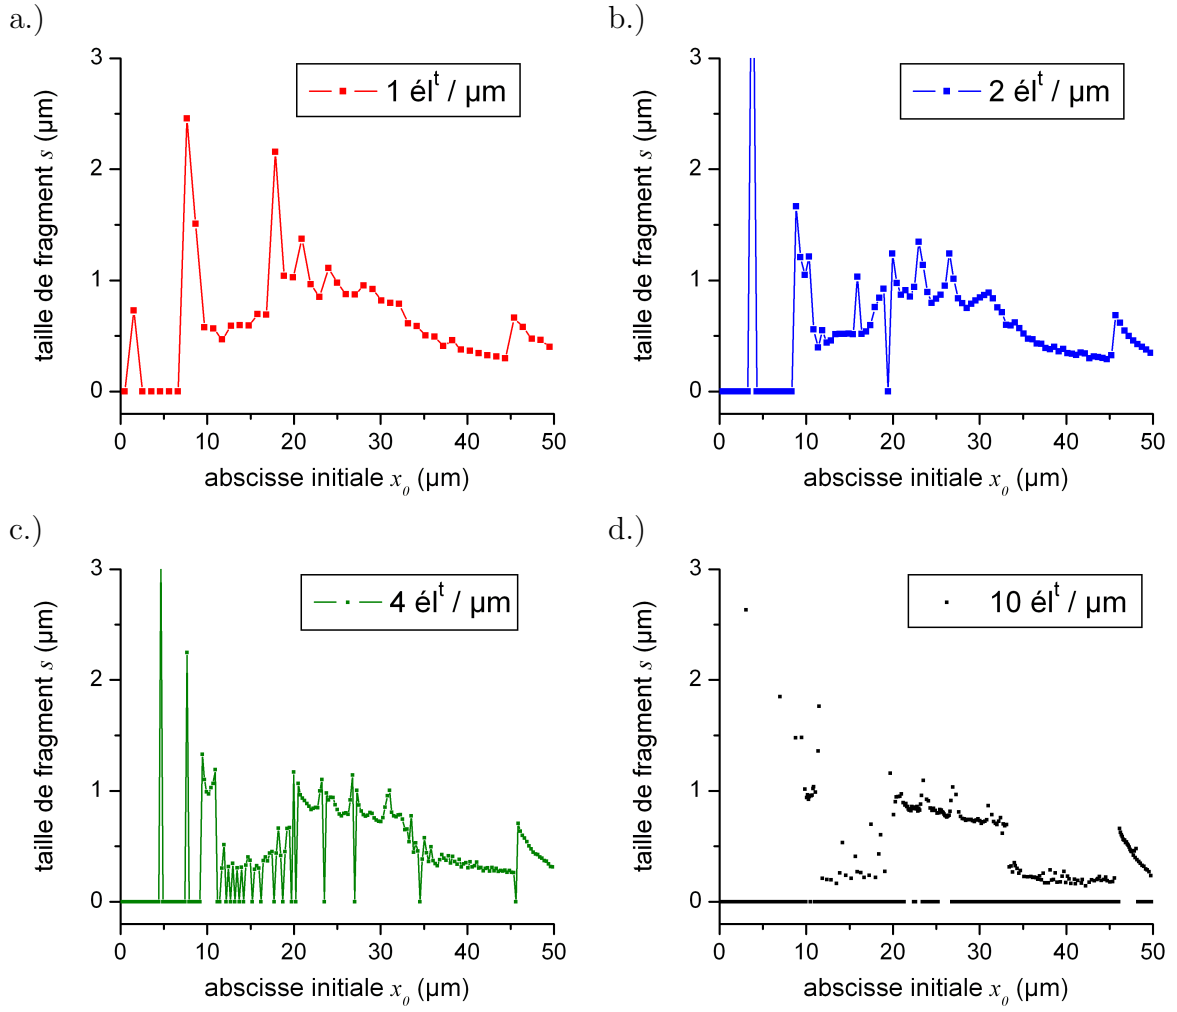 a.)
b.)
3
2
1
0
taille de fragment s (µm)
1 élᵗ / µm
0 10 20 30 40 50
abscisse initiale x₀ (µm)
3
2
1
0
taille de fragment s (µm)
2 élᵗ / µm
0 10 20 30 40 50
abscisse initiale x₀ (µm)
c.)
d.)
3
2
1
0
taille de fragment s (µm)
4 élᵗ / µm
0 10 20 30 40 50
abscisse initiale x₀ (µm)
3
2
1
0
taille de fragment s (µm)
10 élᵗ / µm
0 10 20 30 40 50
abscisse initiale x₀ (µm)